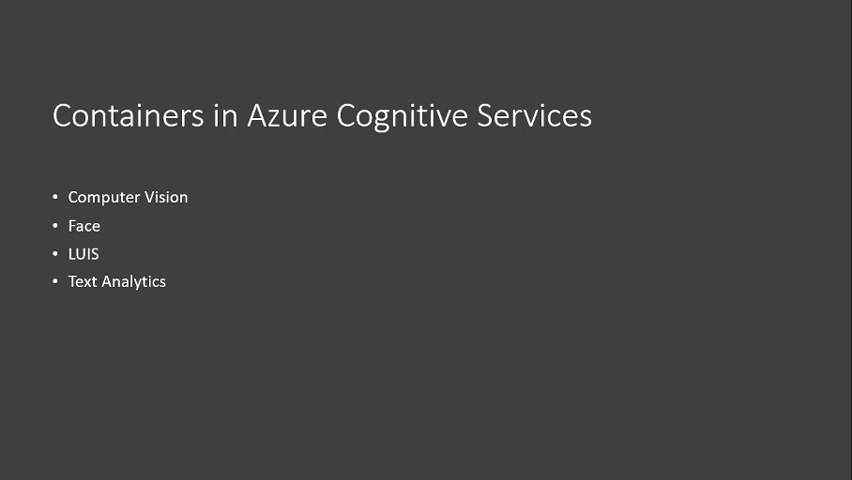 Containers in Azure Cognitive Services
• Computer Vision
• Face
• LUIS
• Text Analytics